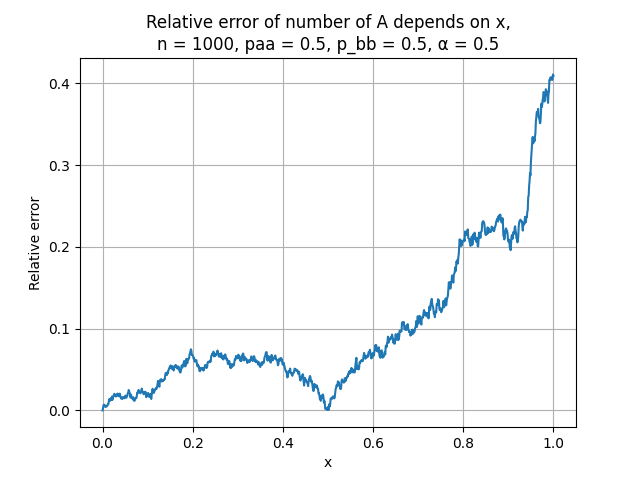 Relative error of number of A depends on x,
n = 1000, paa = 0.5, p_bb = 0.5, α = 0.5
0.4
0.3
0.2
0.1
0.0
Relative error
0.0 0.2 0.4 0.6 0.8 1.0
x